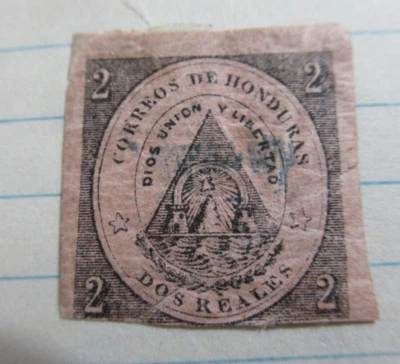 2 2
CORREOS DE HONDURAS
DIOS UNION Y LIBERTAD
DOS REALES
2 2